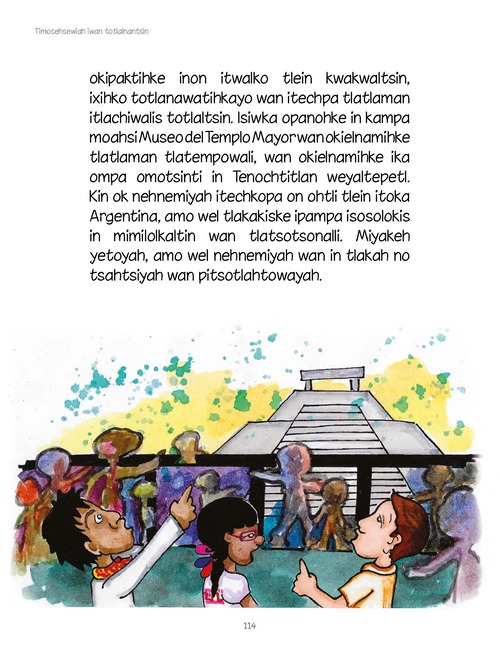 Timosehsewiah iwan totlalnantsin
okipaktihke inon itwalko tlein kwakwaltsin,
ixihko totlanawatihkayo wan itechpa tlatlaman
itlachiwalis totlaltsin. Isiwka opanohke in kampa
moahsi Museo del Templo Mayor wan okielnamihke
tlatlaman tlatempowali, wan okielnamihke ika
ompa omotsinti in Tenochtitlan weyaltepetl.
Kin ok nehnemiyah itechkopa on ohtli tlein itoka
Argentina, amo wel tlakakiske ipampa isosolokis
in mimilolkaltin wan tlatsotsonalli. Miyakeh
yetoyah, amo wel nehnemiyah wan in tlakah no
tsahtsiyah wan pitsotlahtowayah.
114